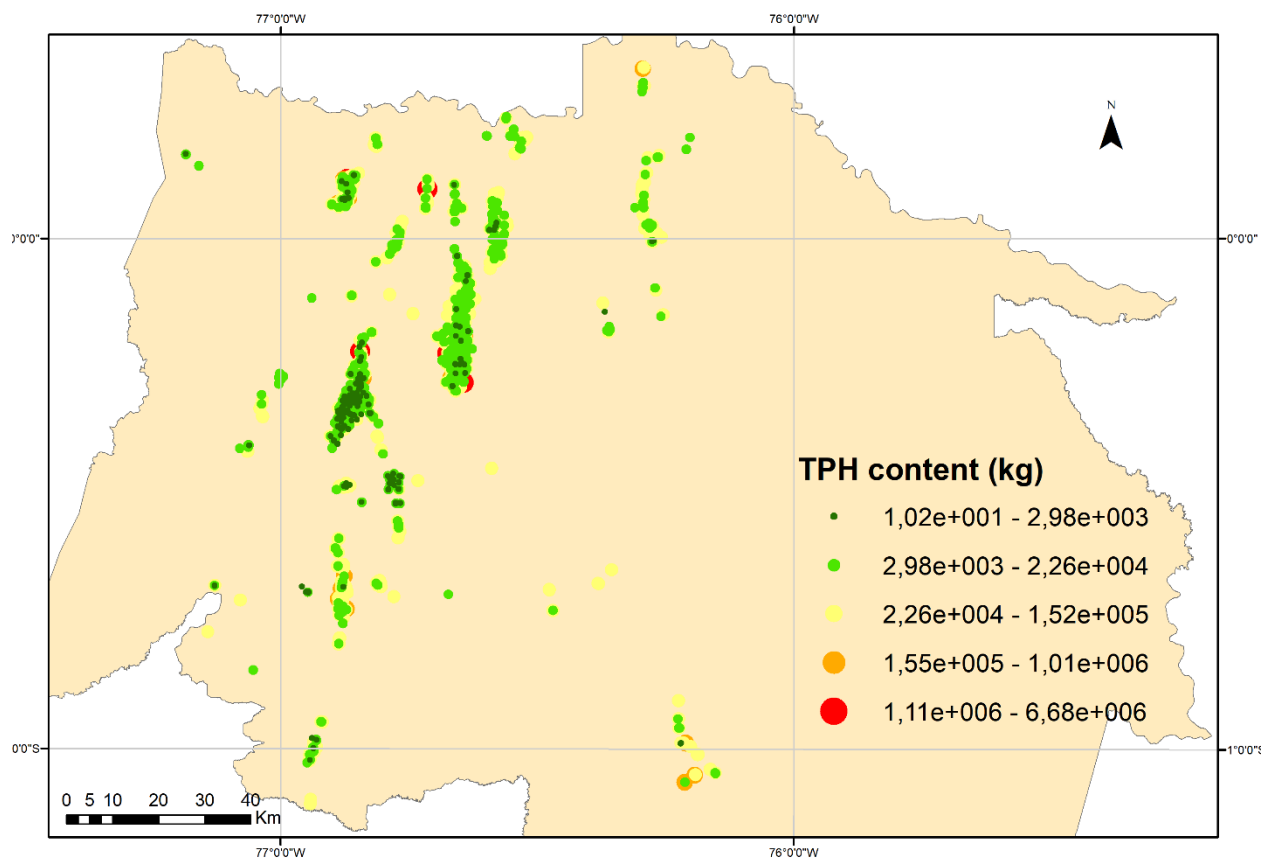 77°0'0"W 76°0'0"W
N
)°0'0"
0°0'0"
TPH content (kg)
1,02e+001 - 2,98e+003
2,98e+003 - 2,26e+004
2,26e+004 - 1,52e+005
1,55e+005 - 1,01e+006
1,11e+006 - 6,68e+006
0'0"S
1°0'0"S
0 5 10 20 30 40
Km
77°0'0"W 76°0'0"W